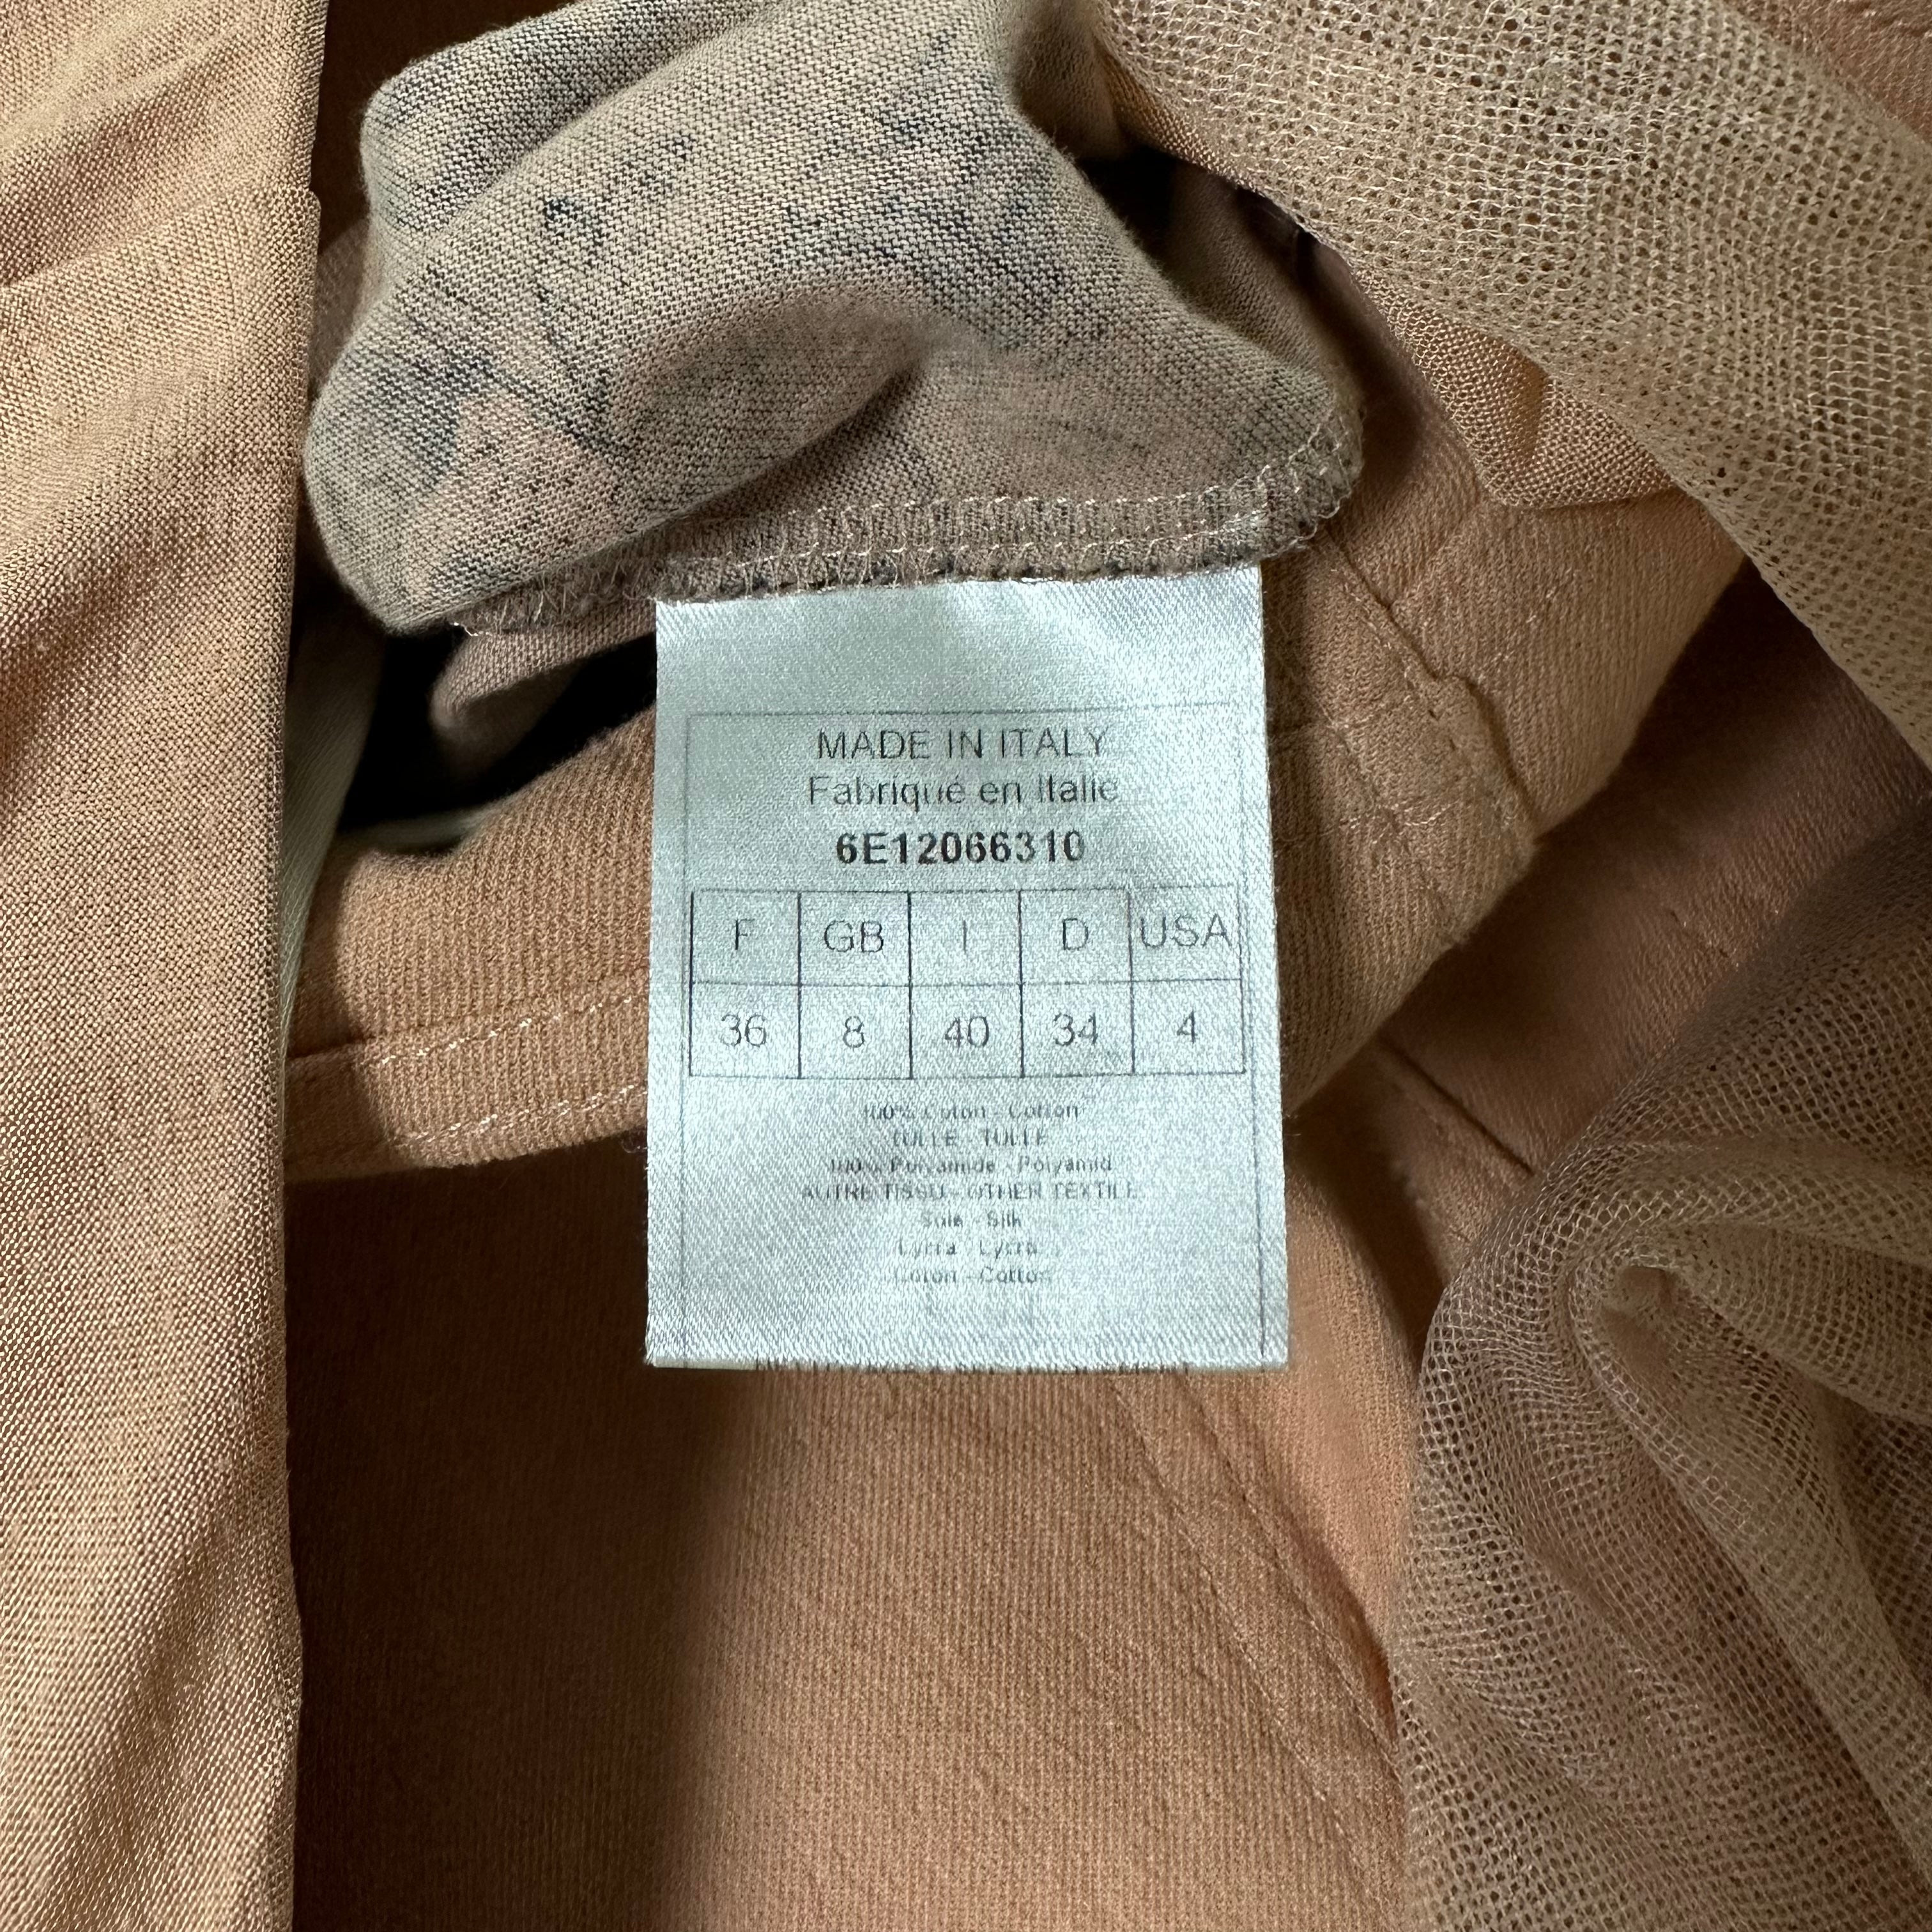 MADE IN ITALY
Fabriqué en Italie
6E12066310
F GB I D USA
36 8 40 34 4
100% Coton - Cotton
TULLE - TULLE
100% Polyamide - Polyamid
AUTRE TISSU - OTHER TEXTILE
Soie - Silk
Lycra - Lycra
Coton - Cotton